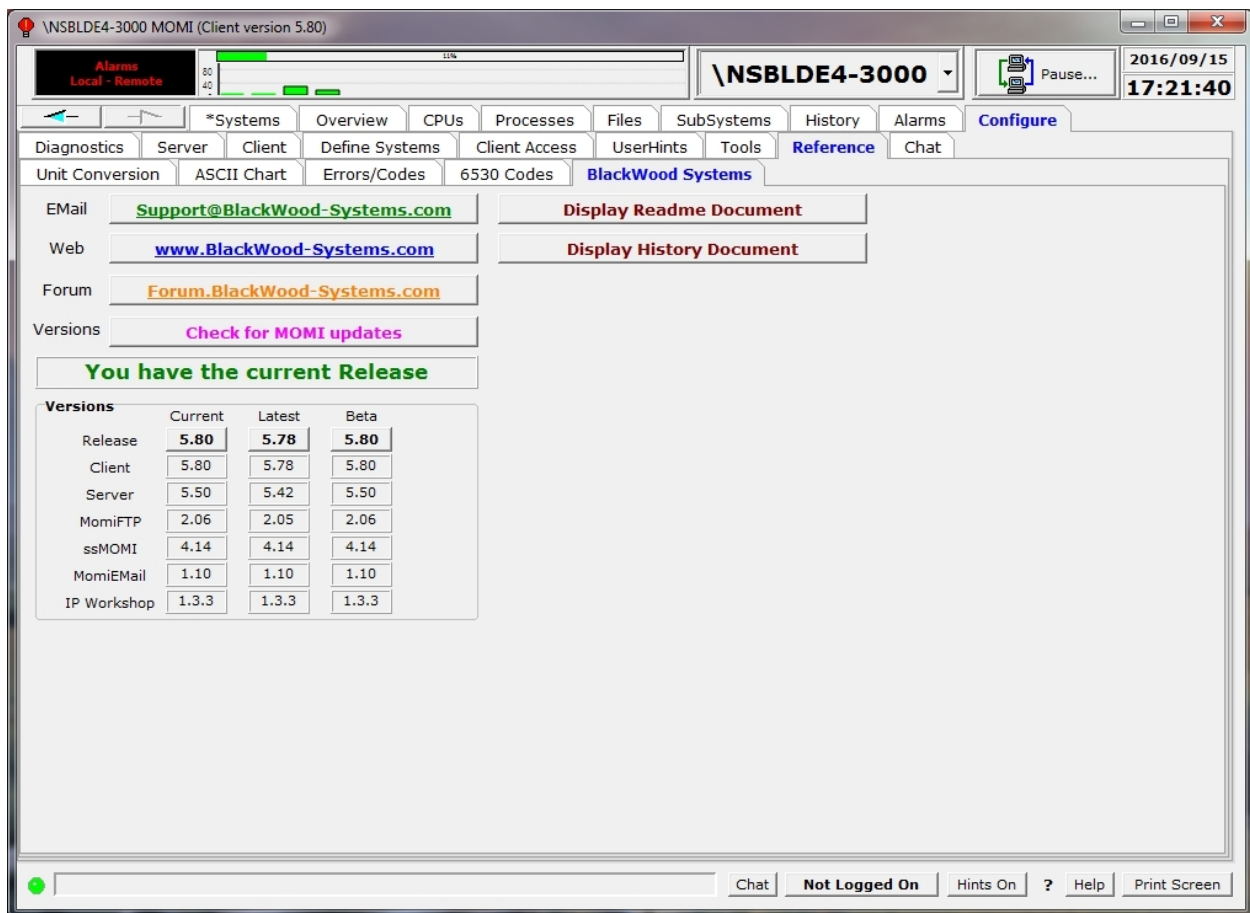 \NSBLDE4-3000 MOMI (Client version 5.80)
Alarms
Local - Remote
80
40
11%
\NSBLDE4-3000
Pause...
2016/09/15
17:21:40
*Systems Overview CPUs Processes Files SubSystems History Alarms Configure
Diagnostics Server Client Define Systems Client Access UserHints Tools Reference Chat
Unit Conversion ASCII Chart Errors/Codes 6530 Codes BlackWood Systems
EMail Support@BlackWood-Systems.com Display Readme Document
Web www.BlackWood-Systems.com Display History Document
Forum Forum.BlackWood-Systems.com
Versions Check for MOMI updates
You have the current Release
Versions
Current Latest Beta
Release 5.80 5.78 5.80
Client 5.80 5.78 5.80
Server 5.50 5.42 5.50
MomiFTP 2.06 2.05 2.06
ssMOMI 4.14 4.14 4.14
MomiEMail 1.10 1.10 1.10
IP Workshop 1.3.3 1.3.3 1.3.3
Chat Not Logged On Hints On ? Help Print Screen